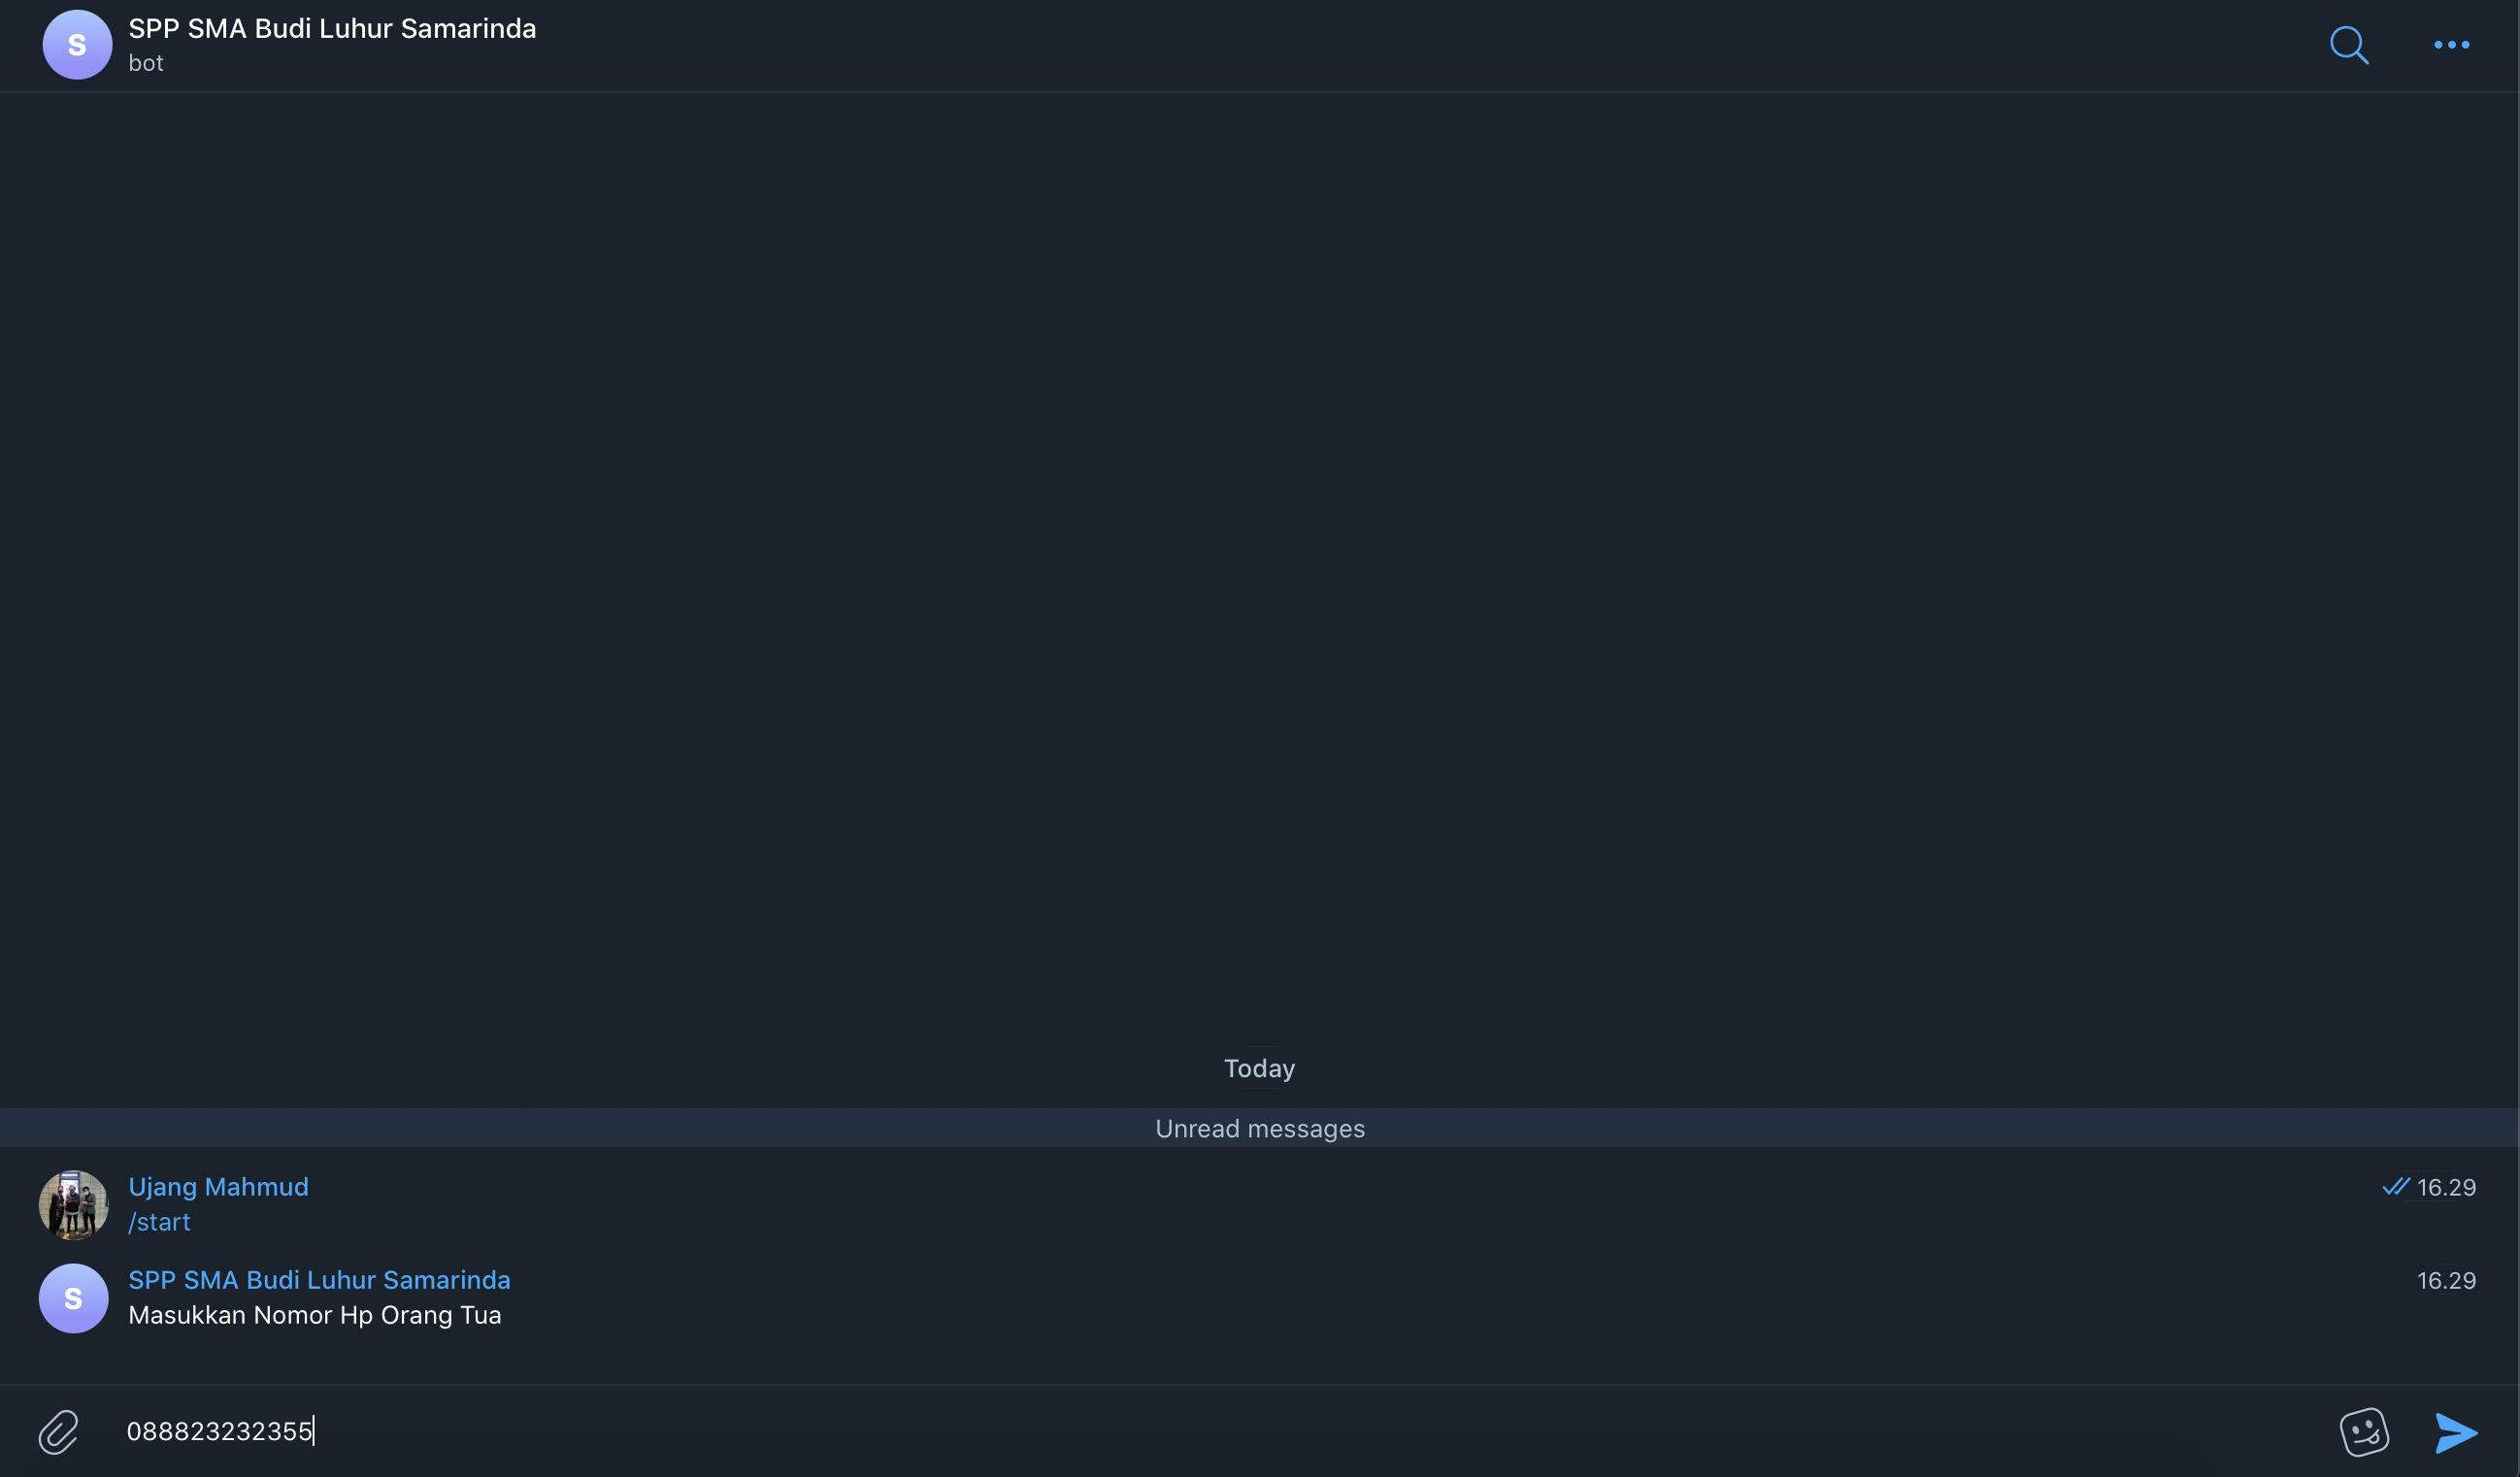 S
SPP SMA Budi Luhur Samarinda
bot
Today
Unread messages
Ujang Mahmud
16.29
/start
S
SPP SMA Budi Luhur Samarinda
16.29
Masukkan Nomor Hp Orang Tua
088823232355